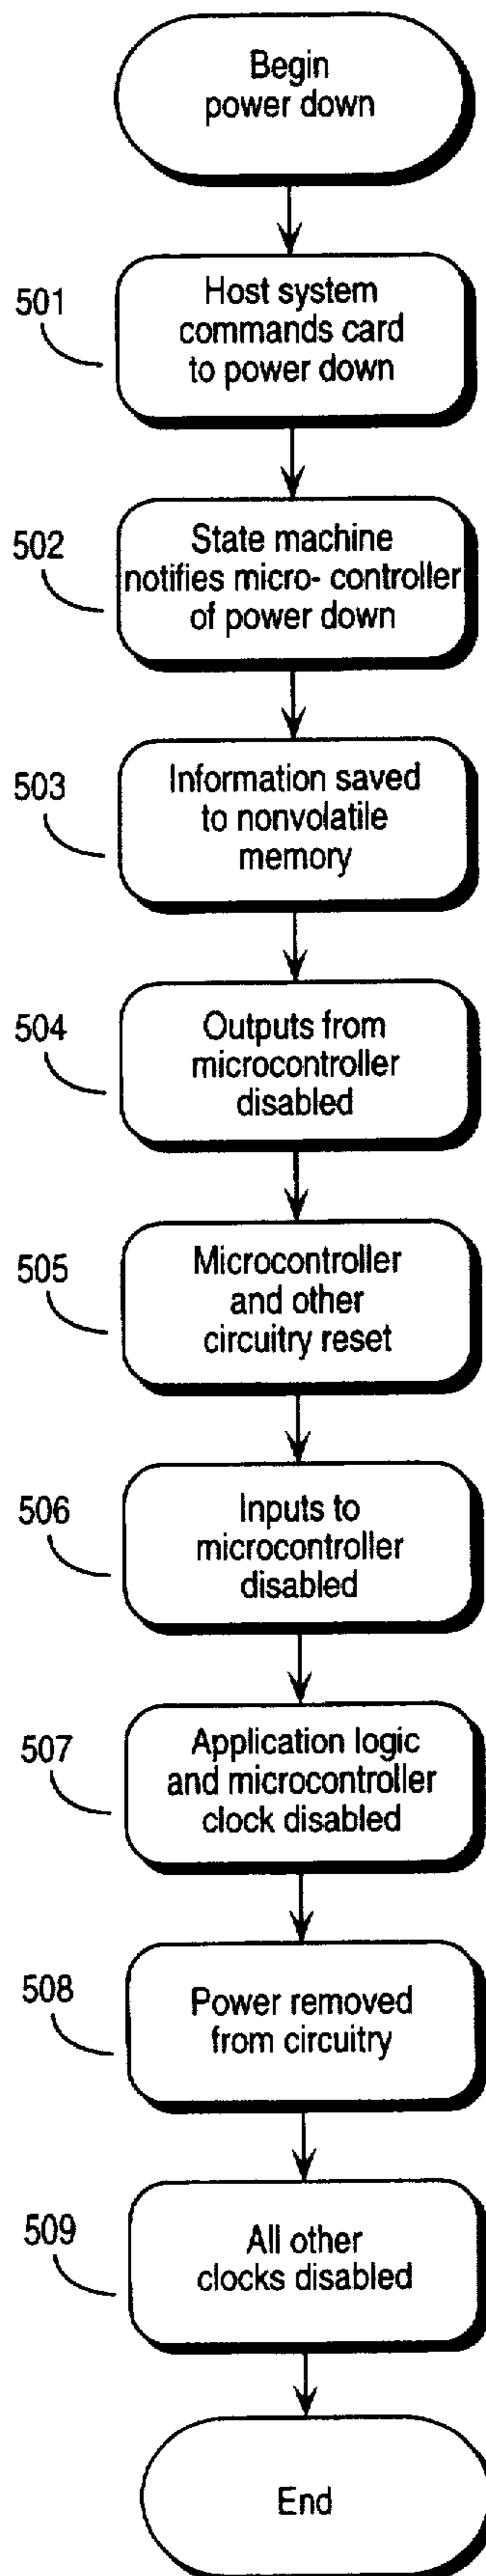 Begin
power down
501
Host system
commands card
to power down
502
State machine
notifies micro- controller
of power down
503
Information saved
to nonvolatile
memory
504
Outputs from
microcontroller
disabled
505
Microcontroller
and other
circuitry reset
506
Inputs to
microcontroller
disabled
507
Application logic
and microcontroller
clock disabled
508
Power removed
from circuitry
509
All other
clocks disabled
End